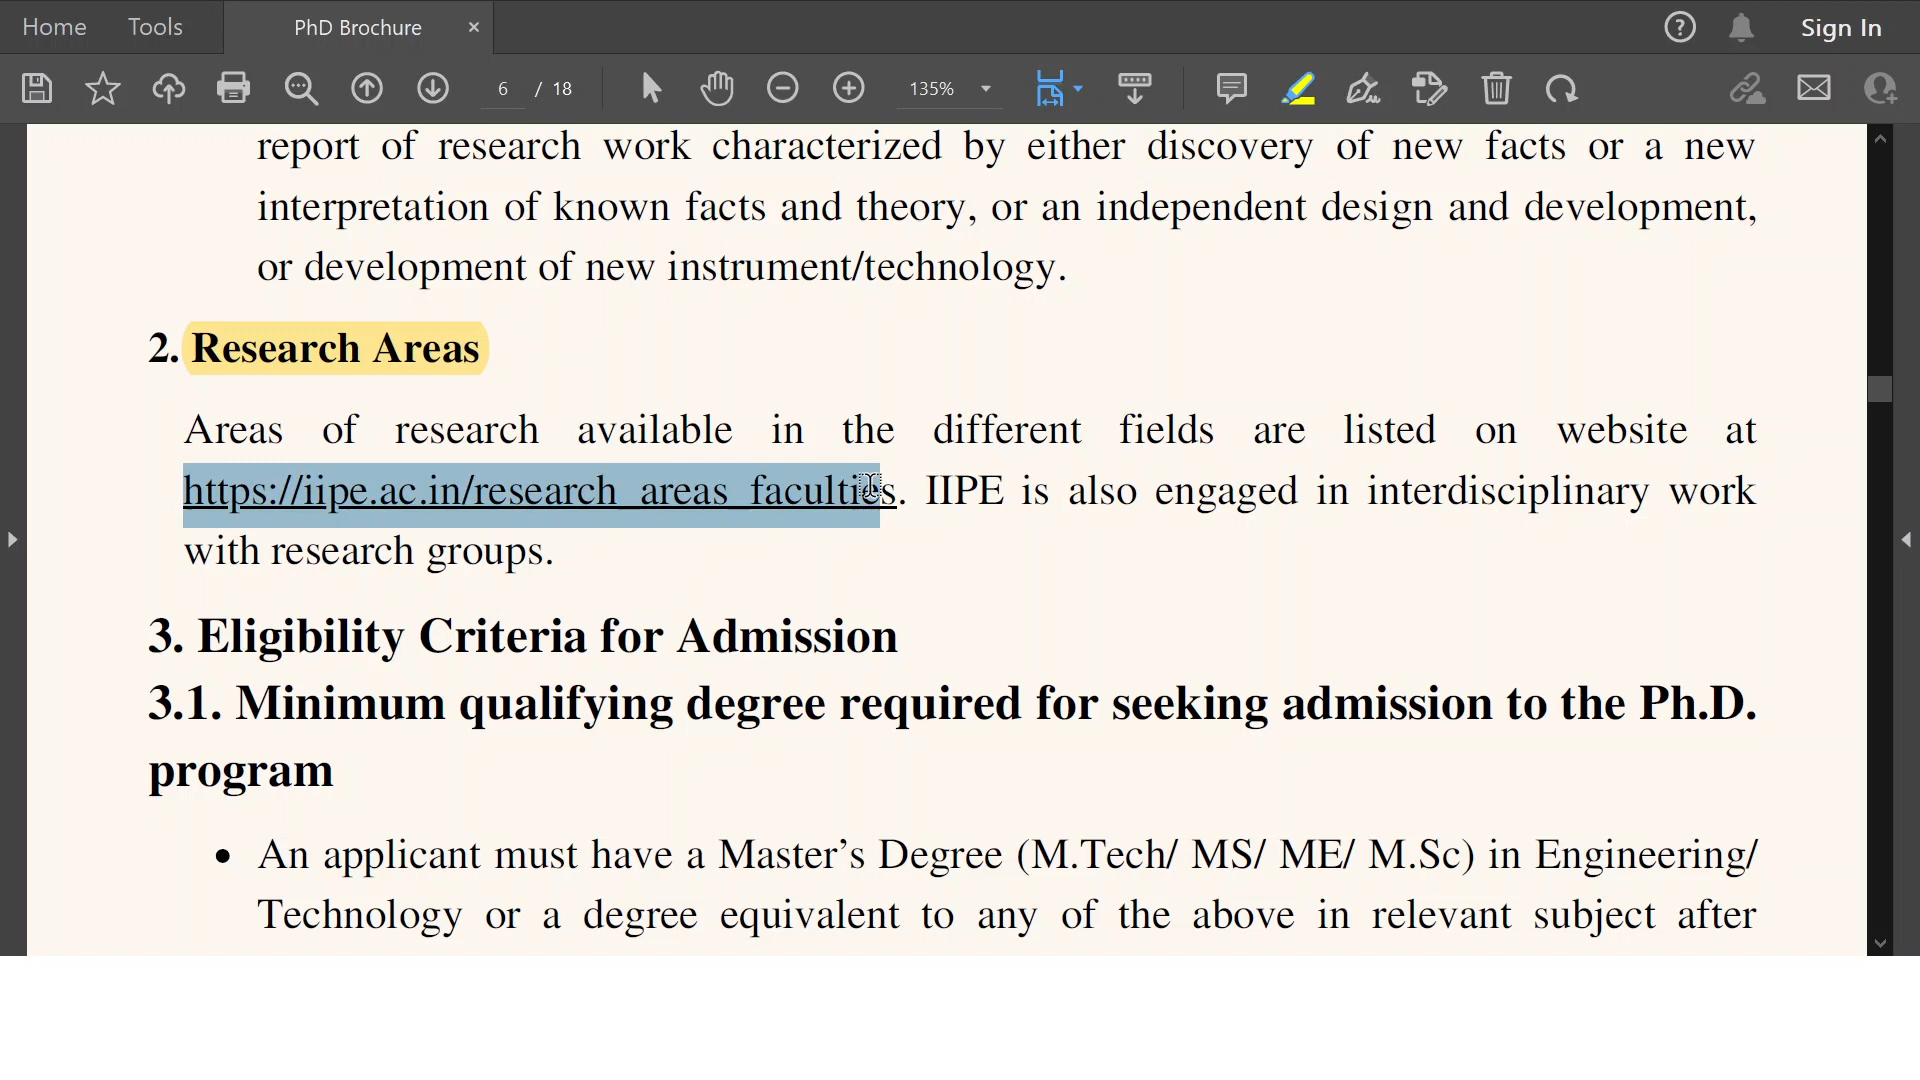 Home Tools PhD Brochure × ? Sign In
6 / 18 135%
report of research work characterized by either discovery of new facts or a new
interpretation of known facts and theory, or an independent design and development,
or development of new instrument/technology.
2. Research Areas
Areas of research available in the different fields are listed on website at
https://iipe.ac.in/research_areas_faculties. IIPE is also engaged in interdisciplinary work
with research groups.
3. Eligibility Criteria for Admission
3.1. Minimum qualifying degree required for seeking admission to the Ph.D.
program
• An applicant must have a Master’s Degree (M.Tech/ MS/ ME/ M.Sc) in Engineering/
Technology or a degree equivalent to any of the above in relevant subject after